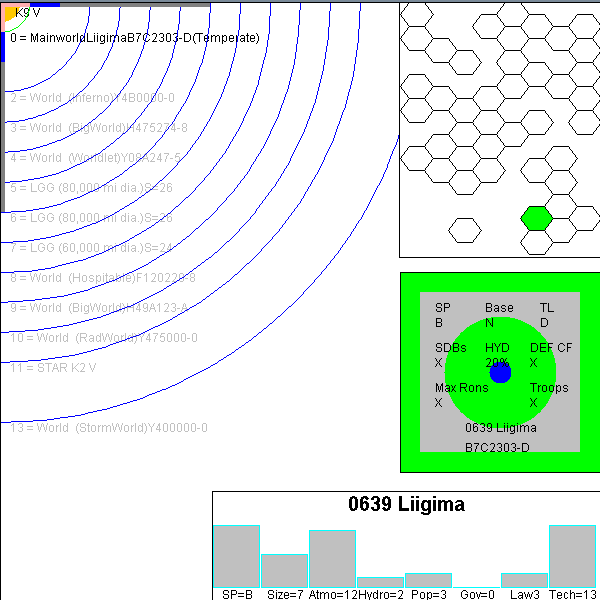 K9 V
0 = MainworldLiigimaB7C2303-D(Temperate)
2 = World (Inferno)Y4B0000-0
3 = World (BigWorld)H475274-8
4 = World (Worldlet)Y08A247-5
5 = LGG (80,000 mi dia.)S=26
6 = LGG (80,000 mi dia.)S=26
7 = LGG (60,000 mi dia.)S=24
8 = World (Hospitable)F120228-8
9 = World (BigWorld)H49A123-A
10 = World (RadWorld)Y475000-0
11 = STAR K2 V
13 = World (StormWorld)Y400000-0
SP Base TL
B N D
SDBs HYD DEF CF
X 20% X
Max Rons Troops
X X
0639 Liigima
B7C2303-D
0639 Liigima
SP=B Size=7 Atmo=12 Hydro=2 Pop=3 Gov=0 Law3 Tech=13